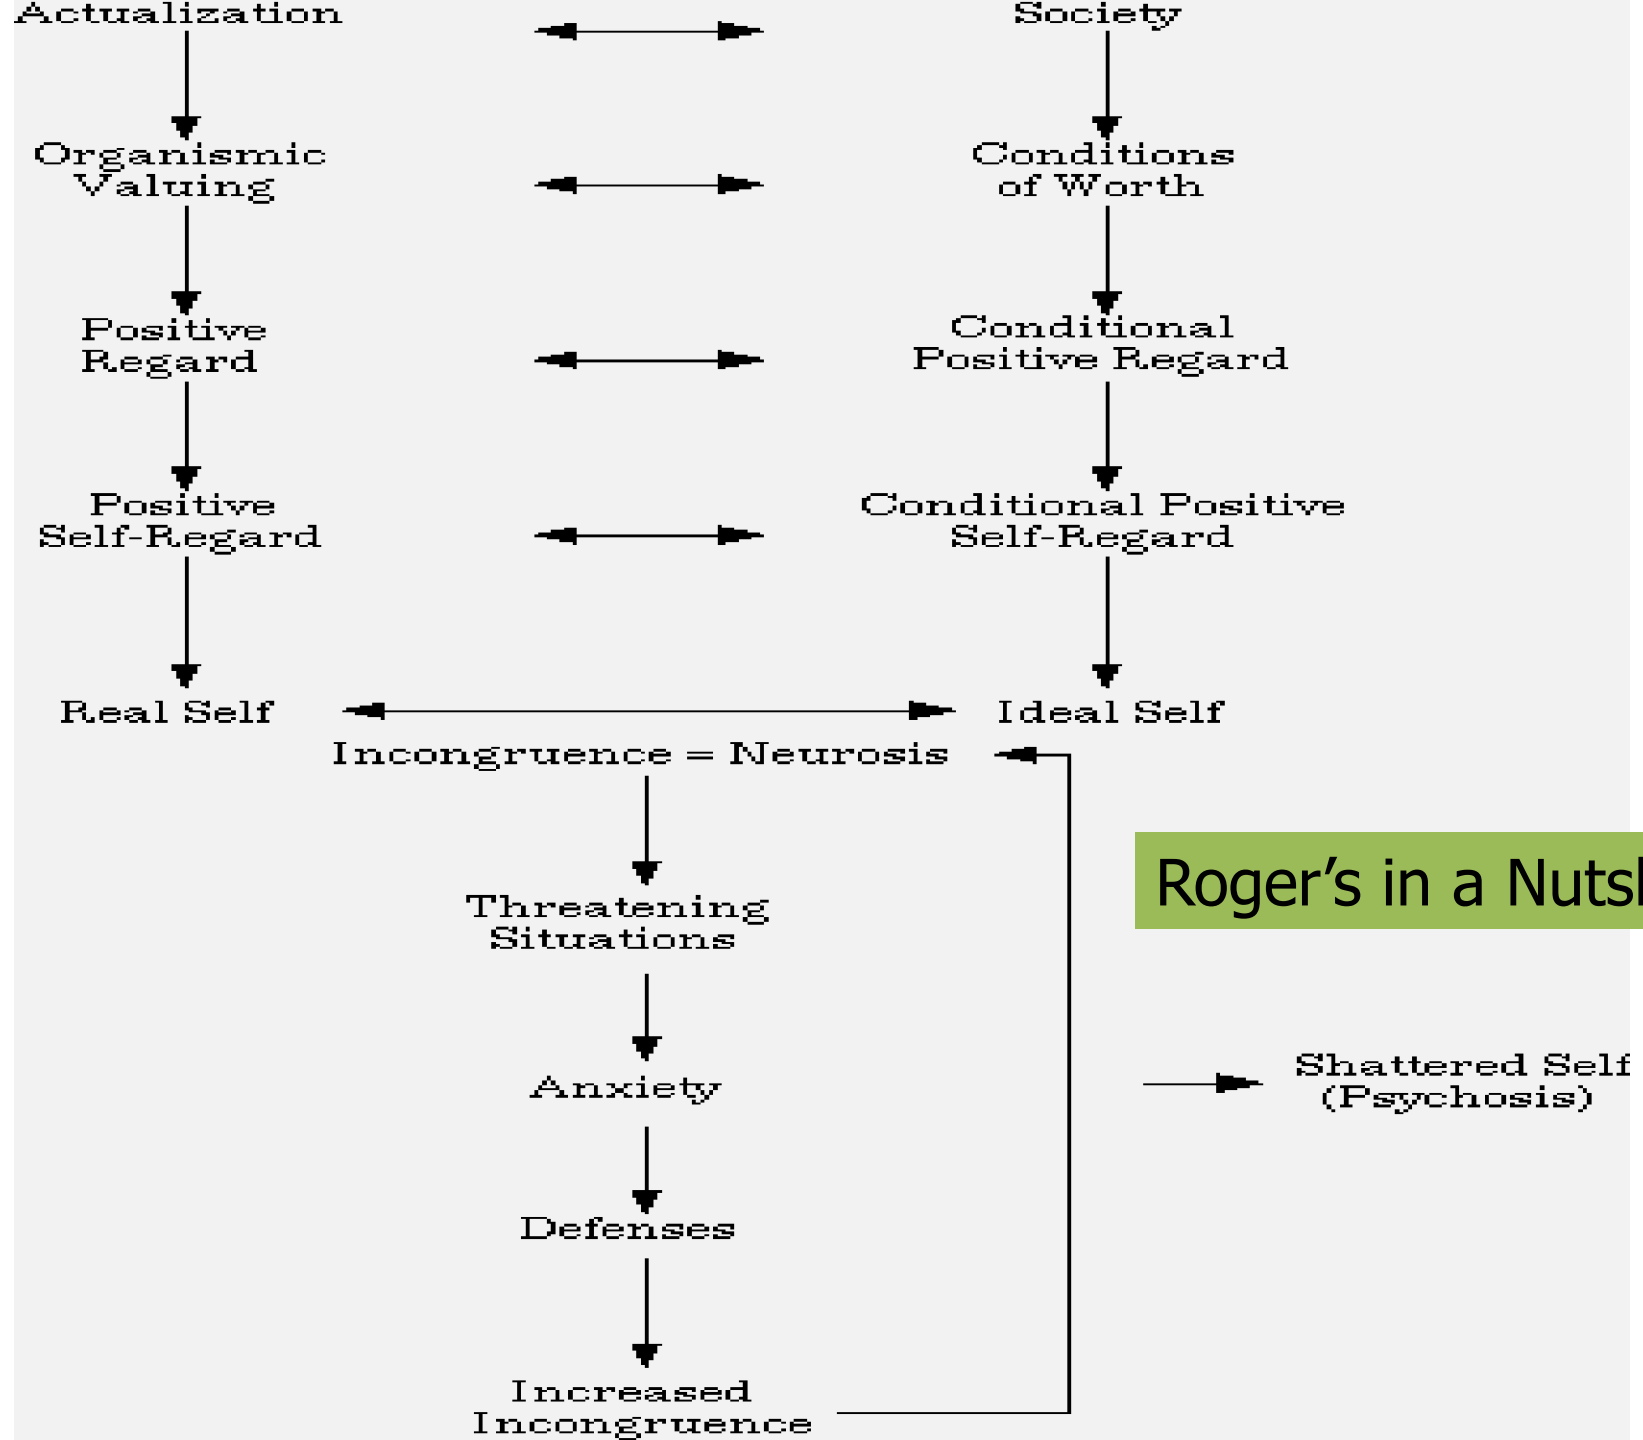 Actualization
Society
Organismic
Valuing
Conditions
of Worth
Positive
Regard
Conditional
Positive Regard
Positive
Self-Regard
Conditional Positive
Self-Regard
Real Self
Ideal Self
Incongruence = Neurosis
Threatening
Situations
Roger’s in a
Anxiety
Shattered Self
(Psychosis)
Defenses
Increased
Incongruence